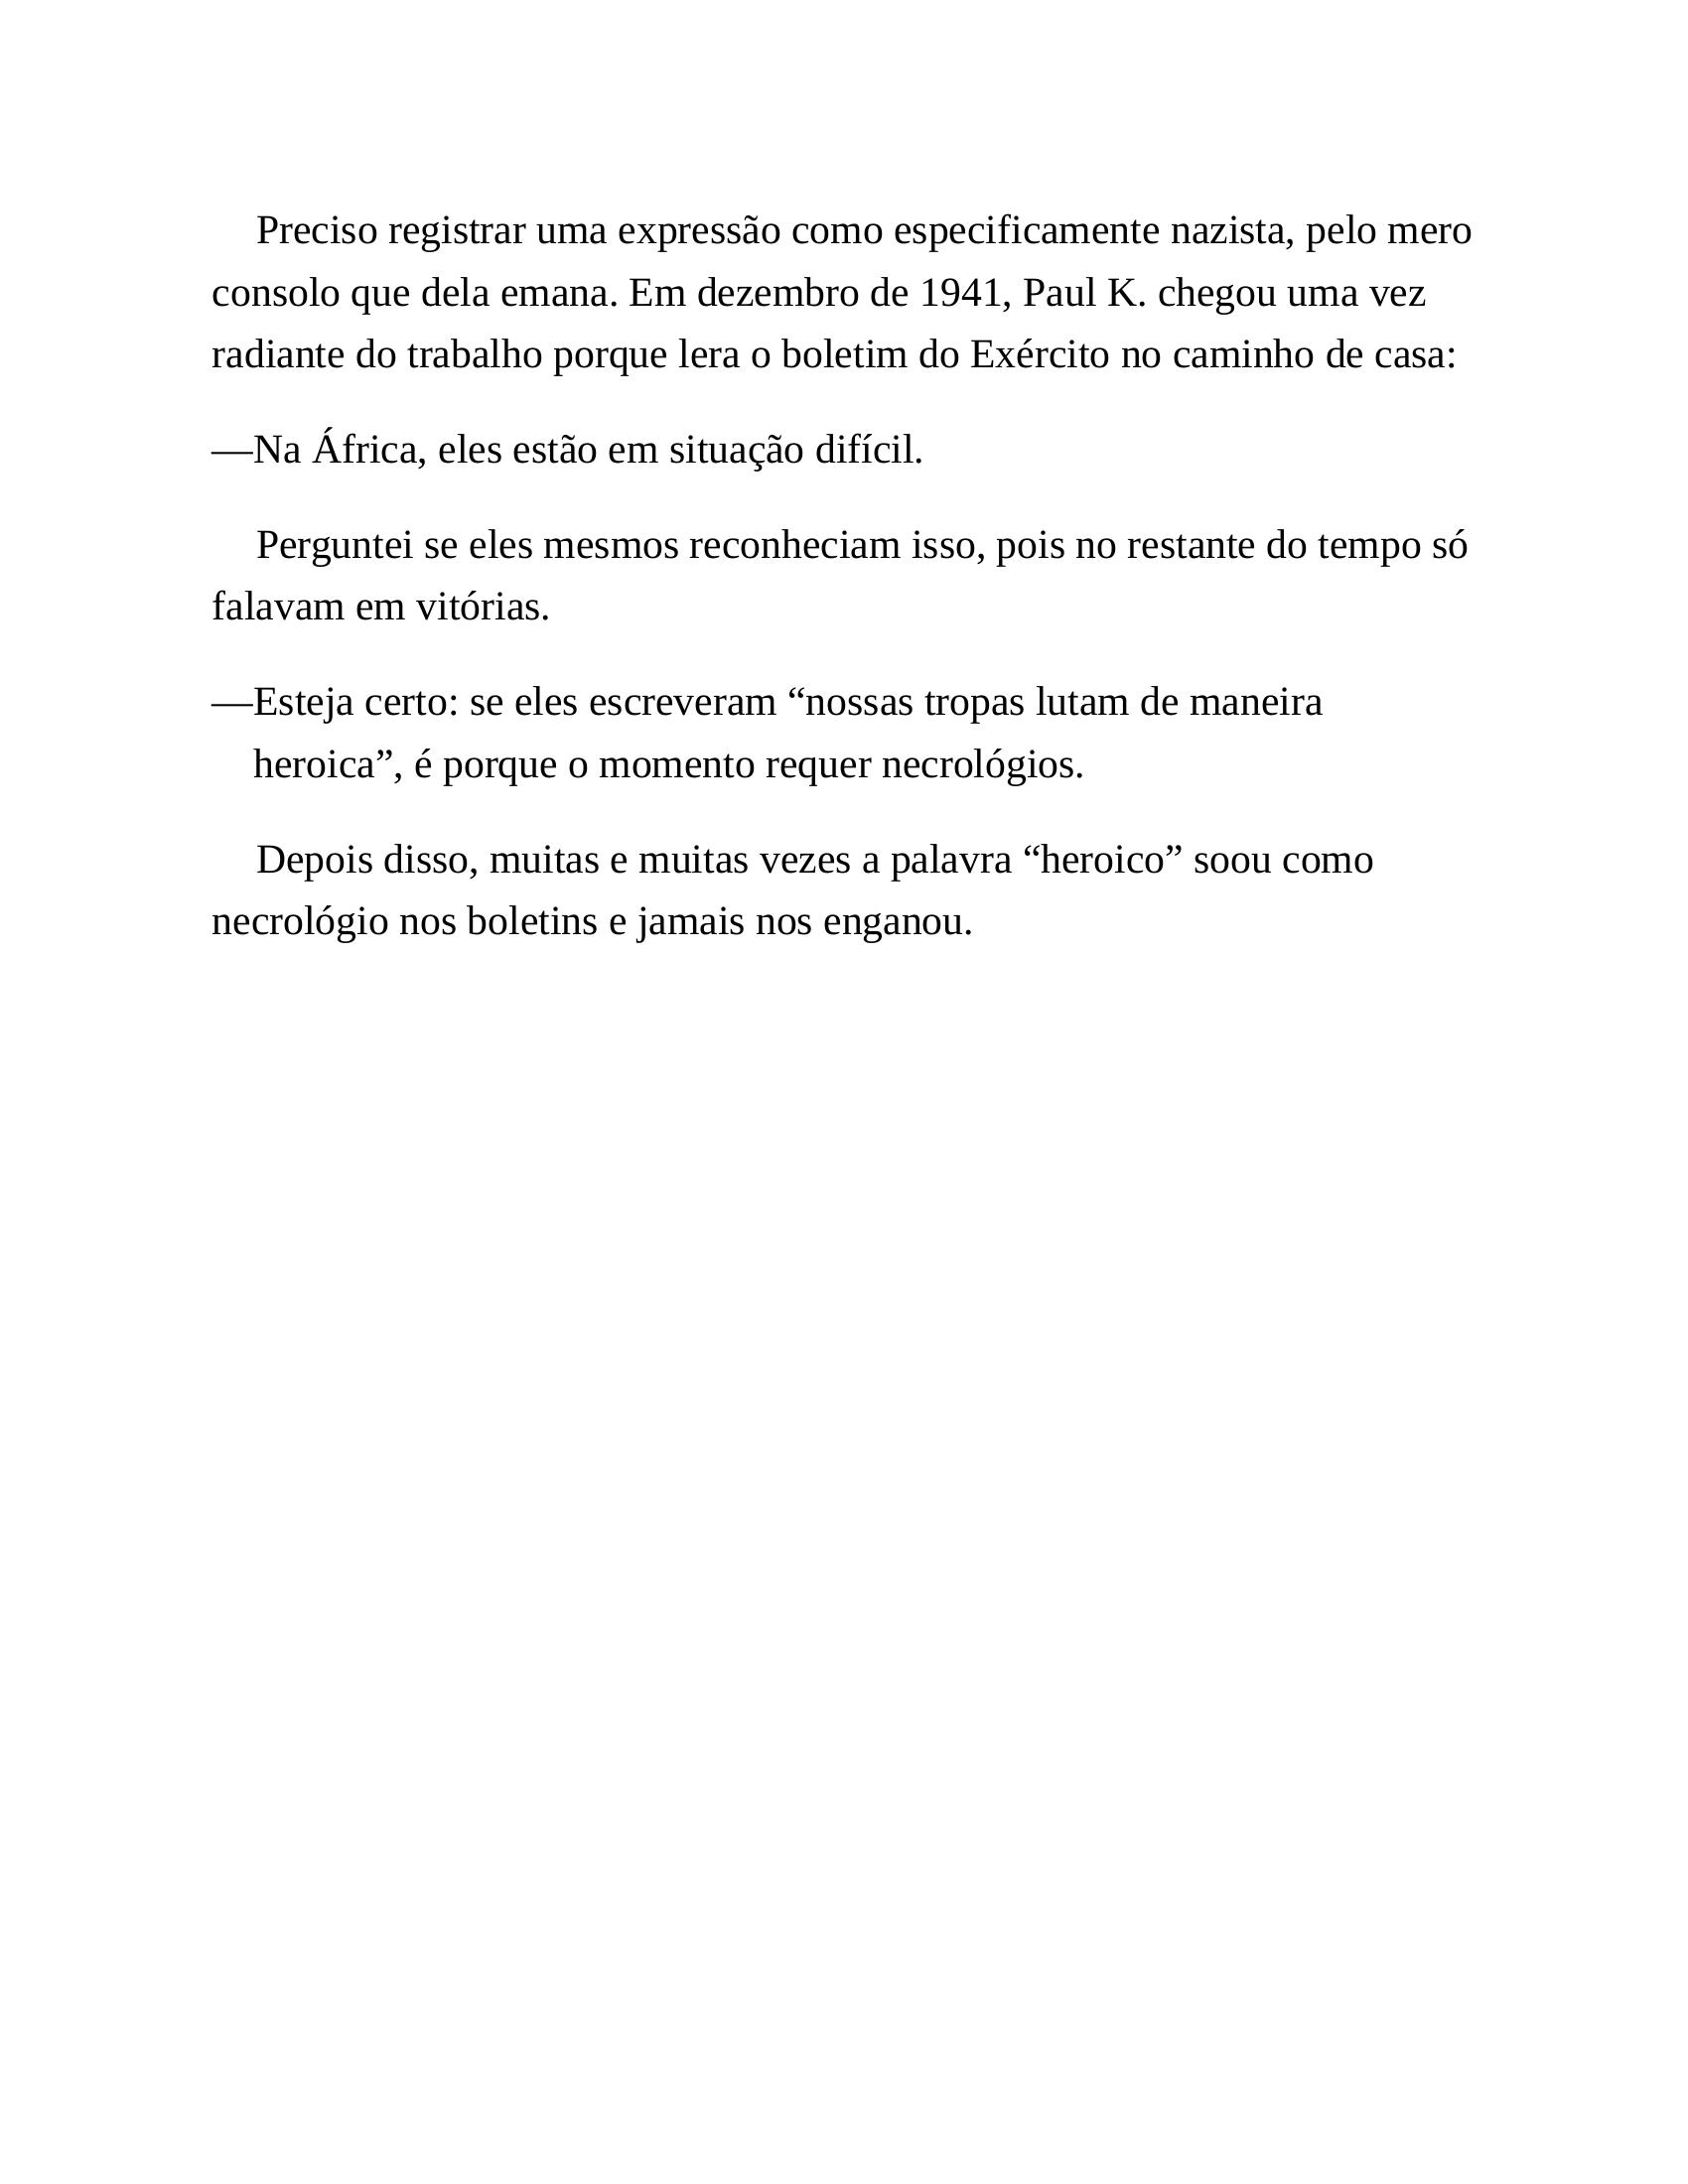 Preciso registrar uma expressão como especificamente nazista, pelo mero
consolo que dela emana. Em dezembro de 1941, Paul K. chegou uma vez
radiante do trabalho porque lera o boletim do Exército no caminho de casa:
—Na África, eles estão em situação difícil.
Perguntei se eles mesmos reconheciam isso, pois no restante do tempo só
falavam em vitórias.
—Esteja certo: se eles escreveram “nossas tropas lutam de maneira
heroica”, é porque o momento requer necrológios.
Depois disso, muitas e muitas vezes a palavra “heroico” soou como
necrológio nos boletins e jamais nos enganou.